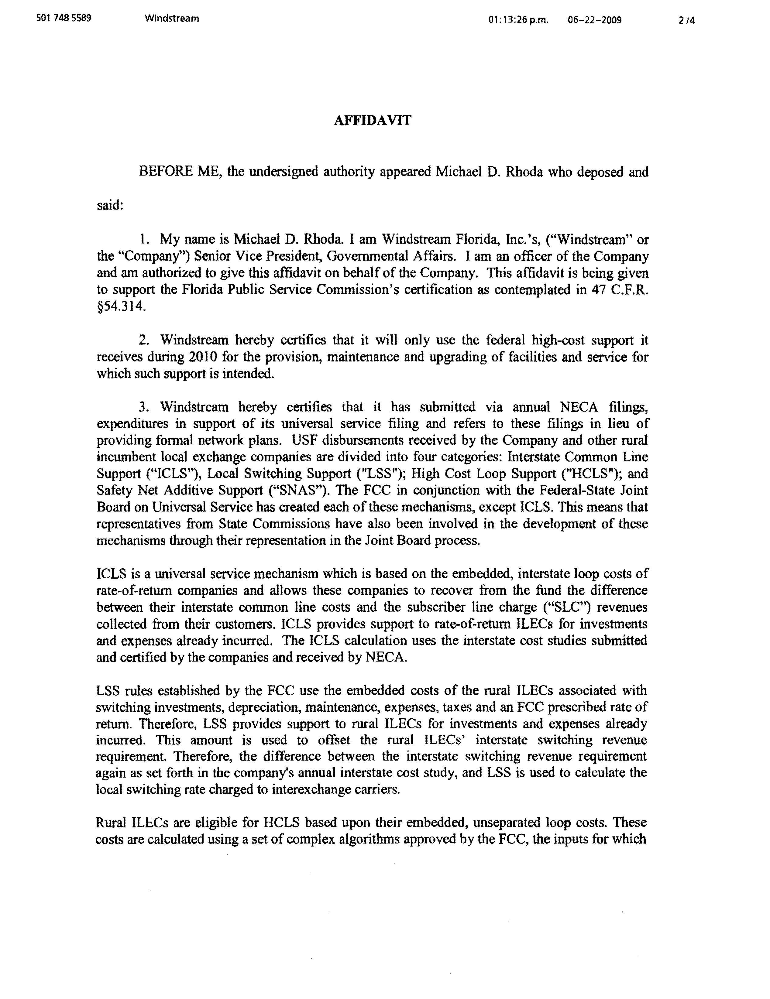 501 748 5589 Windstream 01:13:26 p.m. 06-22-2009 2 /4
AFFIDAVIT
BEFORE ME, the undersigned authority appeared Michael D. Rhoda who deposed and
said:
1. My name is Michael D. Rhoda. I am Windstream Florida, Inc.'s, (“Windstream” or
the “Company”) Senior Vice President, Governmental Affairs. I am an officer of the Company
and am authorized to give this affidavit on behalf of the Company. This affidavit is being given
to support the Florida Public Service Commission's certification as contemplated in 47 C.F.R.
§54.314.
2. Windstream hereby certifies that it will only use the federal high-cost support it
receives during 2010 for the provision, maintenance and upgrading of facilities and service for
which such support is intended.
3. Windstream hereby certifies that it has submitted via annual NECA filings,
expenditures in support of its universal service filing and refers to these filings in lieu of
providing formal network plans. USF disbursements received by the Company and other rural
incumbent local exchange companies are divided into four categories: Interstate Common Line
Support (“ICLS”), Local Switching Support ("LSS"); High Cost Loop Support ("HCLS"); and
Safety Net Additive Support (“SNAS”). The FCC in conjunction with the Federal-State Joint
Board on Universal Service has created each of these mechanisms, except ICLS. This means that
representatives from State Commissions have also been involved in the development of these
mechanisms through their representation in the Joint Board process.
ICLS is a universal service mechanism which is based on the embedded, interstate loop costs of
rate-of-return companies and allows these companies to recover from the fund the difference
between their interstate common line costs and the subscriber line charge (“SLC”) revenues
collected from their customers. ICLS provides support to rate-of-return ILECs for investments
and expenses already incurred. The ICLS calculation uses the interstate cost studies submitted
and certified by the companies and received by NECA.
LSS rules established by the FCC use the embedded costs of the rural ILECs associated with
switching investments, depreciation, maintenance, expenses, taxes and an FCC prescribed rate of
return. Therefore, LSS provides support to rural ILECs for investments and expenses already
incurred. This amount is used to offset the rural ILECs' interstate switching revenue
requirement. Therefore, the difference between the interstate switching revenue requirement
again as set forth in the company's annual interstate cost study, and LSS is used to calculate the
local switching rate charged to interexchange carriers.
Rural ILECs are eligible for HCLS based upon their embedded, unseparated loop costs. These
costs are calculated using a set of complex algorithms approved by the FCC, the inputs for which